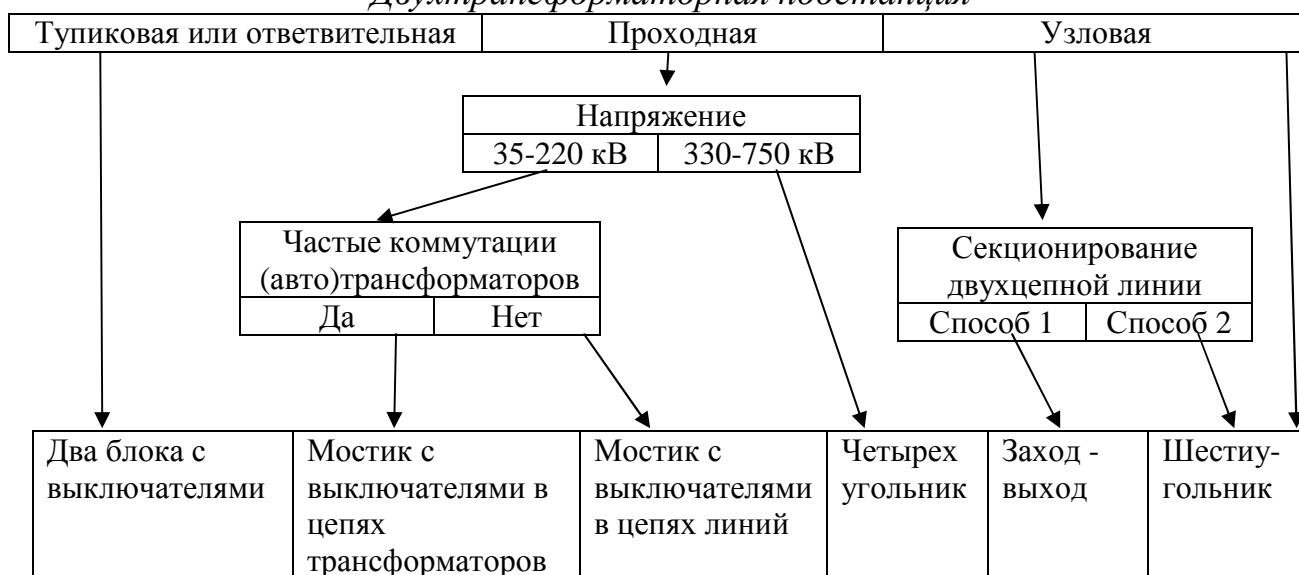 Двухтрансформаторная подстанция
Тупиковая или ответвительная
Проходная
Узловая
Напряжение
35-220 кВ
330-750 кВ
Частые коммутации
(авто)трансформаторов
Да
Нет
Секционирование
двухцепной линии
Способ 1
Способ 2
Два блока с
выключателями
Мостик с
выключателями в
цепях
трансформаторов
Мостик с
выключателями
в цепях линий
Четырех
угольник
Заход -
выход
Шестиу-
гольник